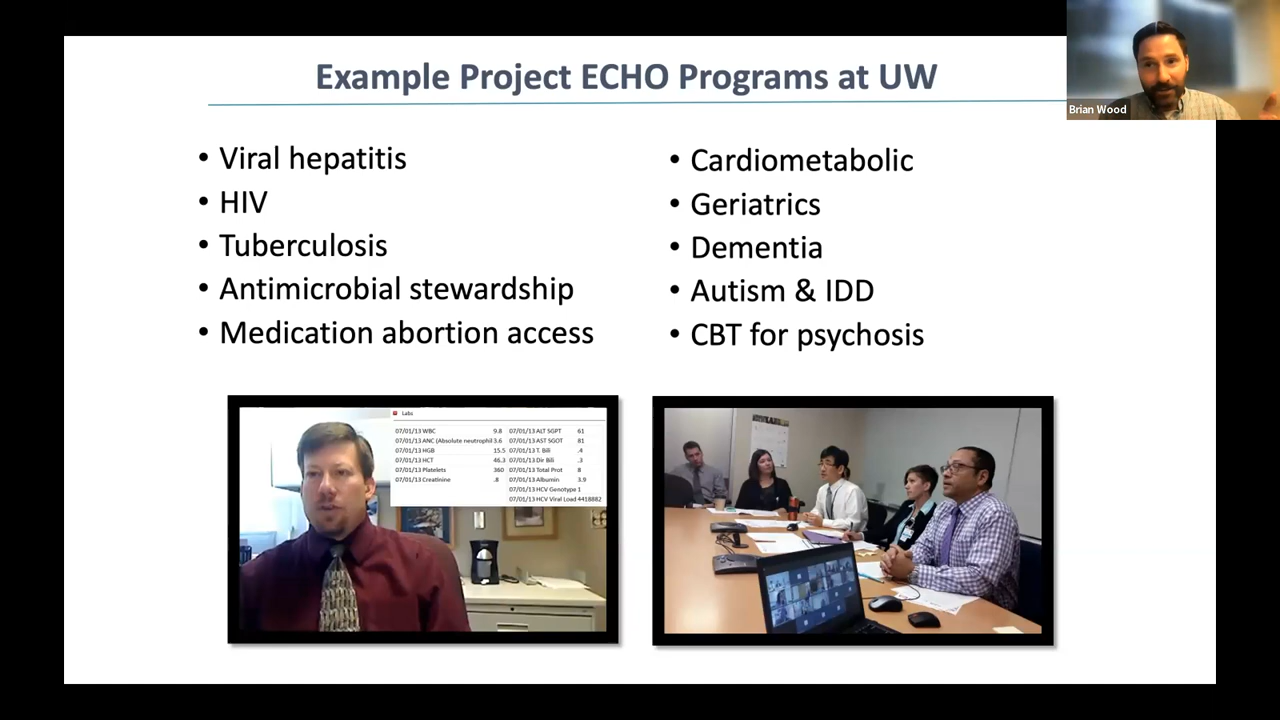 Example Project ECHO Programs at UW
Brian Wood
• Viral hepatitis
• HIV
• Tuberculosis
• Antimicrobial stewardship
• Medication abortion access
• Cardiometabolic
• Geriatrics
• Dementia
• Autism & IDD
• CBT for psychosis
Labs
07/01/13 WBC 9.8 07/01/13 ALT SGPT 61
07/01/13 ANC (Absolute neutrophil 3.6 07/01/13 AST SGOT 81
07/01/13 HGB 15.5 07/01/13 T. Bili .4
07/01/13 HCT 46.3 07/01/13 Dir Bili .3
07/01/13 Platelets 360 07/01/13 Total Prot 8
07/01/13 Creatinine .8 07/01/13 Albumin 3.9
07/01/13 HCV Genotype 1
07/01/13 HCV Viral Load 4418882